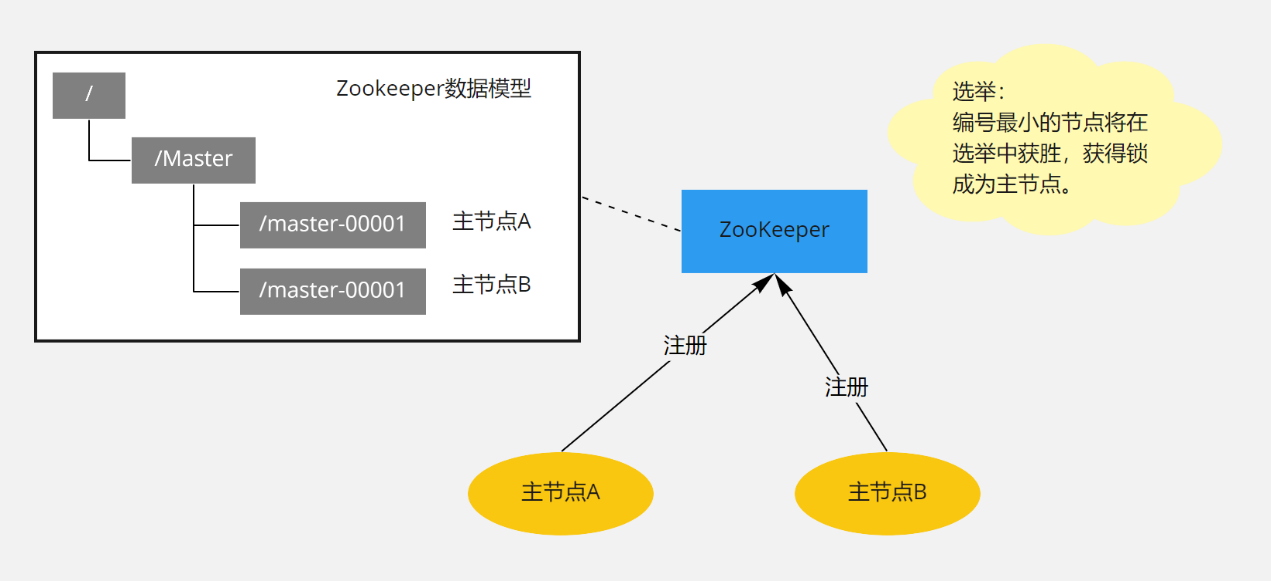 Zookeeper数据模型
/
/Master
/master-00001 主节点A
/master-00001 主节点B
ZooKeeper
选举：
编号最小的节点将在
选举中获胜，获得锁
成为主节点。
注册
注册
主节点A
主节点B